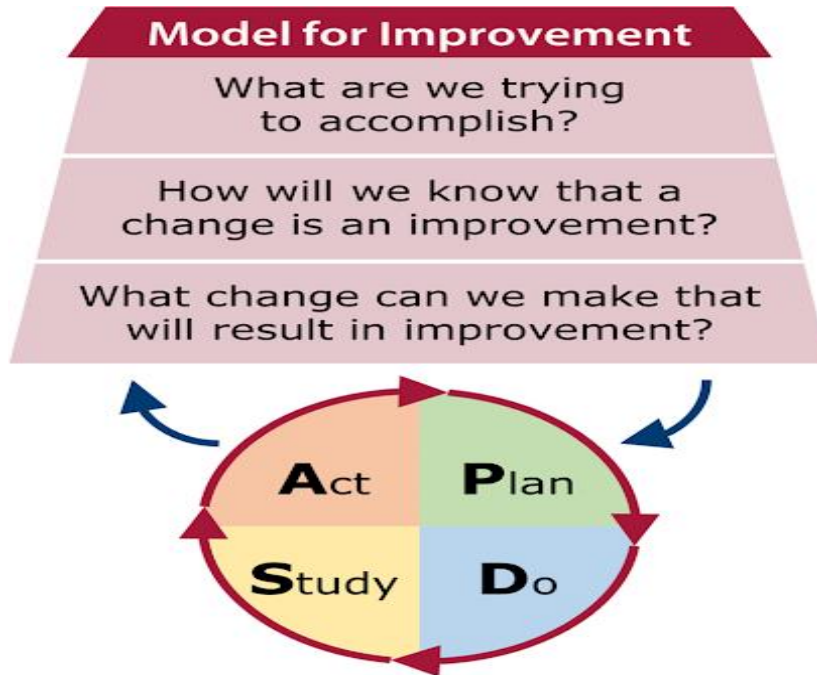 Model for Improvement
What are we trying
to accomplish?
How will we know that a
change is an improvement?
What change can we make that
will result in improvement?
Act
Plan
Study
Do